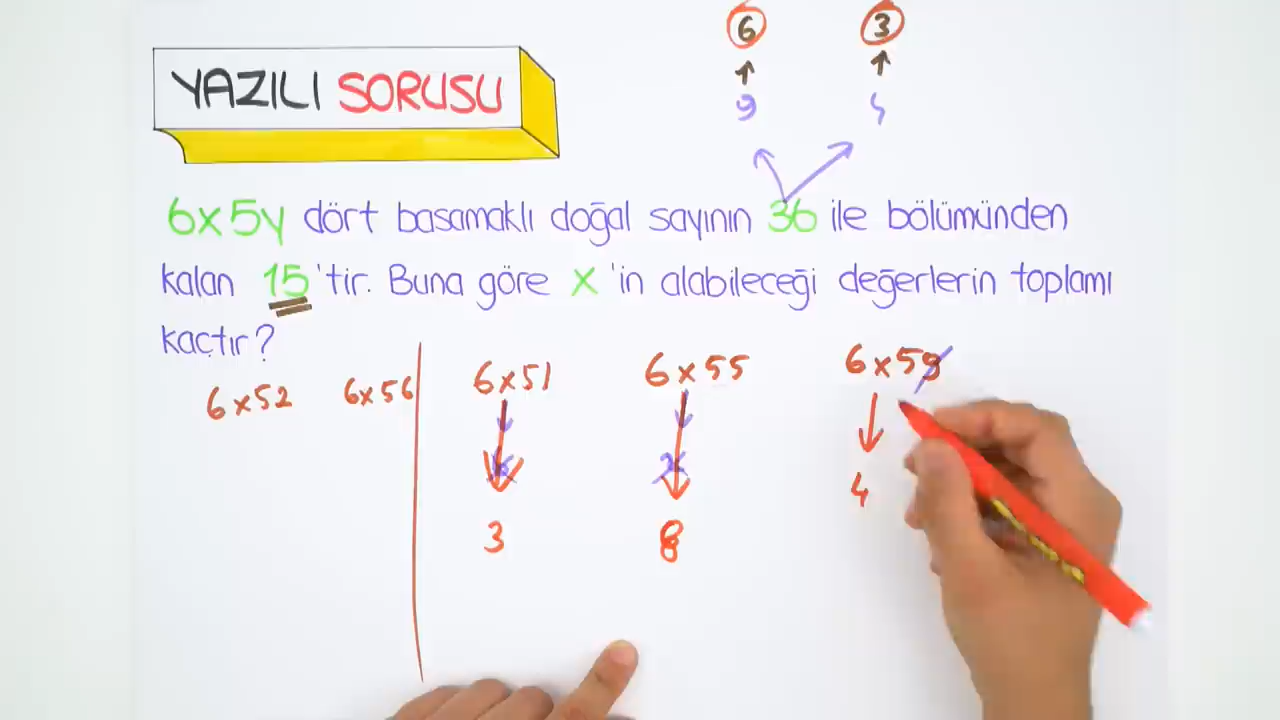 6 3
9 4
YAZILI SORUSU
6x5y dört basamaklı doğal sayının 36 ile bölümünden
kalan 15'tir. Buna göre x'in alabileceği değerlerin toplamı
kaçtır?
6x52 6x56 6x51 6x55 6x59
4
3 8